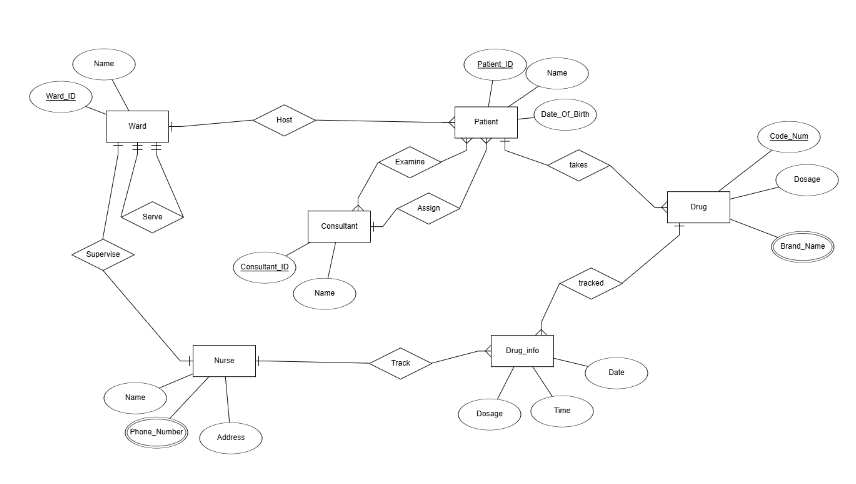 Patient_ID
Name
Name
Ward_ID
Date_Of_Birth
Ward
Host
Patient
Code_Num
Examine
takes
Dosage
Serve
Assign
Drug
Consultant
Brand_Name
Supervise
Consultant_ID
tracked
Name
Nurse
Track
Drug_info
Date
Name
Phone_Number
Dosage
Time
Address